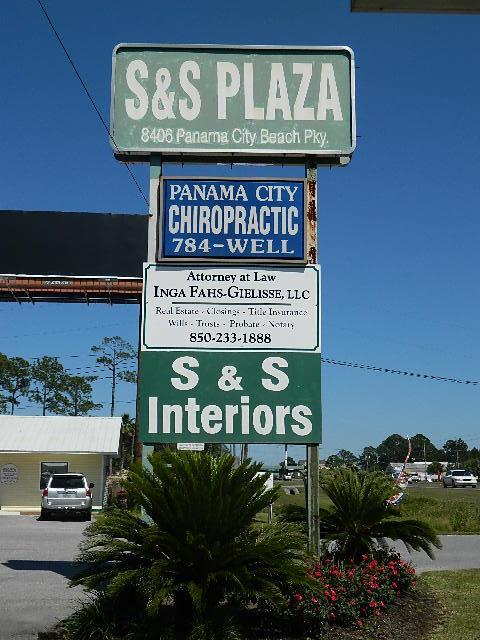 S&S PLAZA
8406 Panama City Beach Pky.
PANAMA CITY
CHIROPRACTIC
784-WELL
Attorney at Law
INGA FAHS-GIELISSE, LLC
Real Estate - Closings - Title Insurance
Wills - Trusts - Probate - Notary
850-233-1888
S & S
Interiors